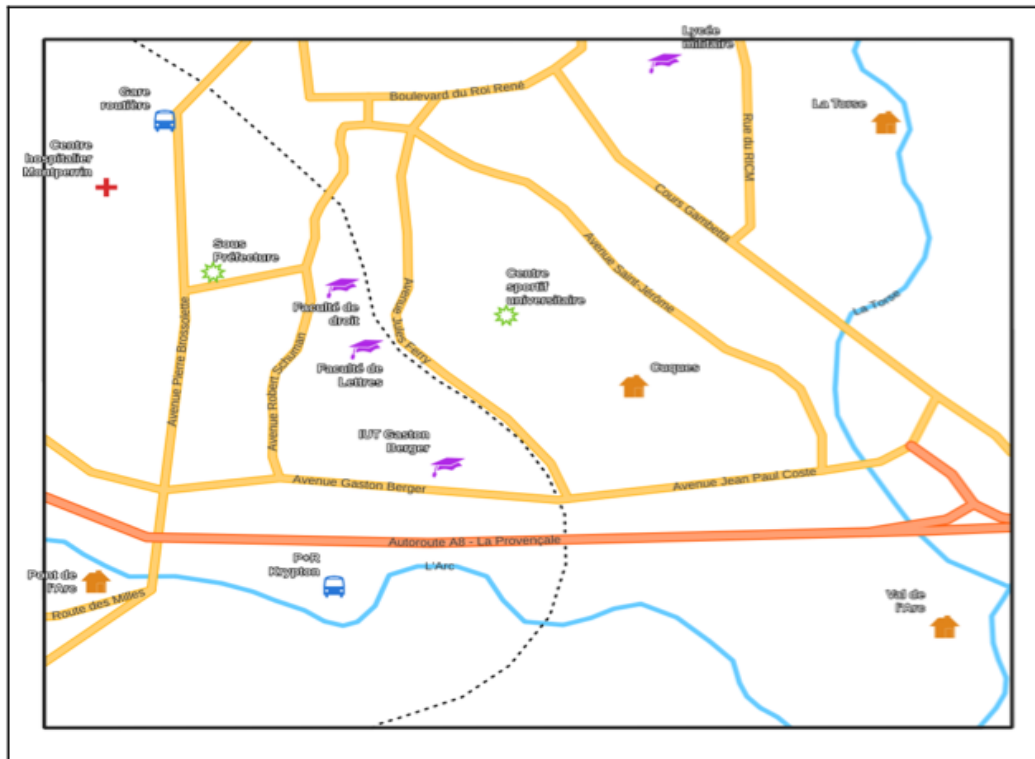 Lycée
militaire
Gare
routière
Boulevard du Roi René
La Torse
Rue du RICM
Centre
hospitalier
Montperrin
Cours Gambetta
Sous
Préfecture
Avenue Saint-Jérôme
Centre
sportif
universitaire
Faculté de
droit
La Torse
Avenue Pierre Brossolette
Avenue Jules Ferry
Avenue Robert Schuman
Faculté de
Lettres
Cuques
IUT Gaston
Berger
Avenue Gaston Berger
Avenue Jean Paul Coste
Autoroute A8 - La Provençale
P+R
Krypton
L'Arc
Pont de
l'Arc
Route des Milles
Val de
l'Arc